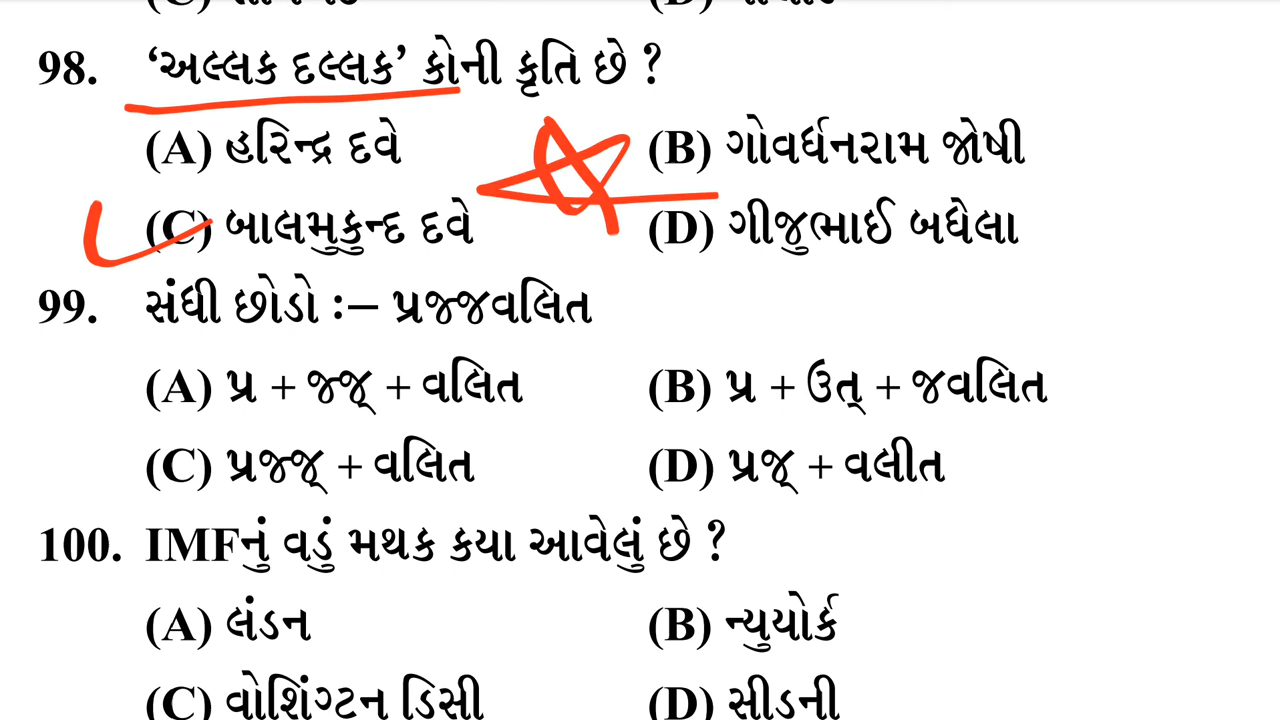 98. ‘અલ્લક દલ્લક’ કોની કૃતિ છે ?
(A) હરિન્દ્ર દવે (B) ગોવર્ધનરામ જોષી
(C) બાલમુકુન્દ દવે (D) ગીજુભાઈ બધેલા
99. સંધી છોડો :– પ્રજ્જવલિત
(A) પ્ર + જ્જ્ + વલિત (B) પ્ર + ઉત્ + જવલિત
(C) પ્રજ્જ્ + વલિત (D) પ્રજ્ + વલીત
100. IMFનું વડું મથક કયા આવેલું છે ?
(A) લંડન (B) ન્યુયોર્ક
(C) વોશિંગ્ટન ડિસી (D) સીડની